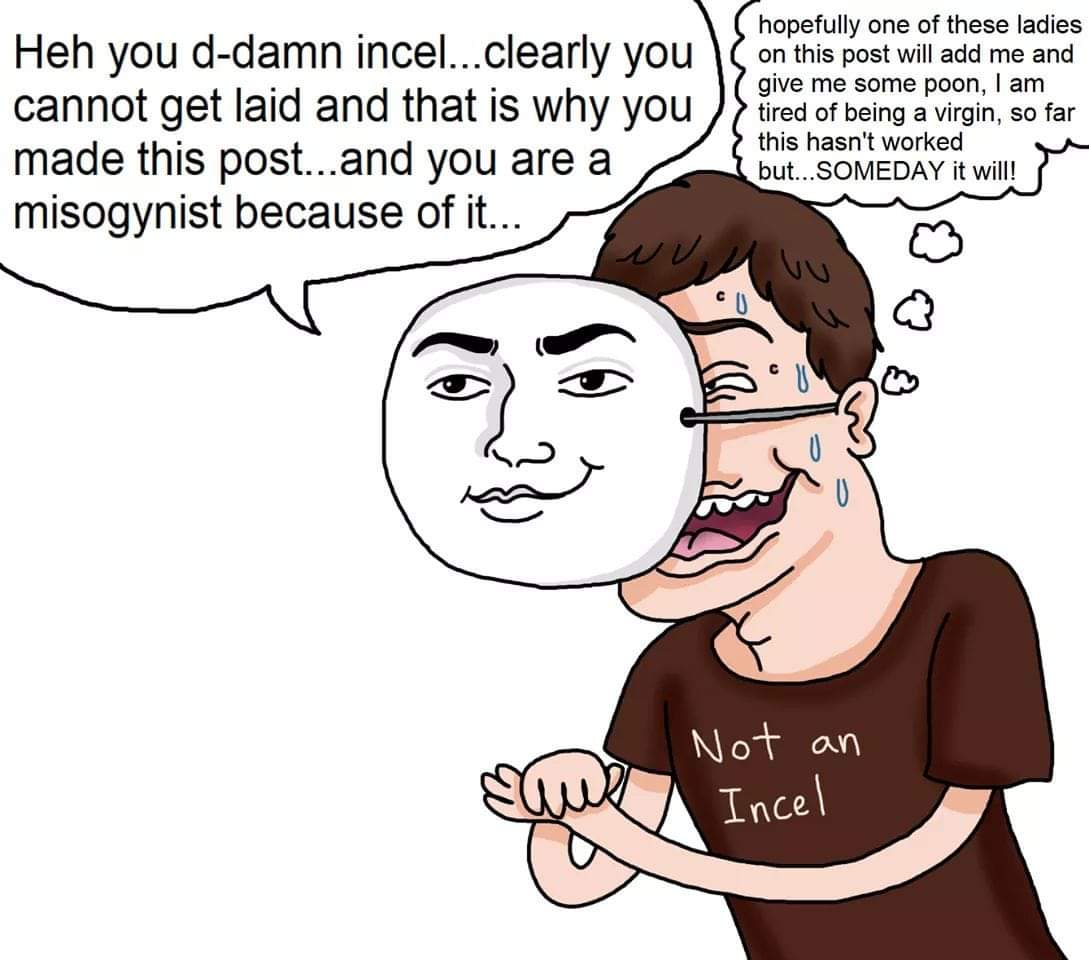 Heh you d-damn incel...clearly you
cannot get laid and that is why you
made this post...and you are a
misogynist because of it...
hopefully one of these ladies
on this post will add me and
give me some poon, I am
tired of being a virgin, so far
this hasn't worked
but...SOMEDAY it will!
Not an
Incel